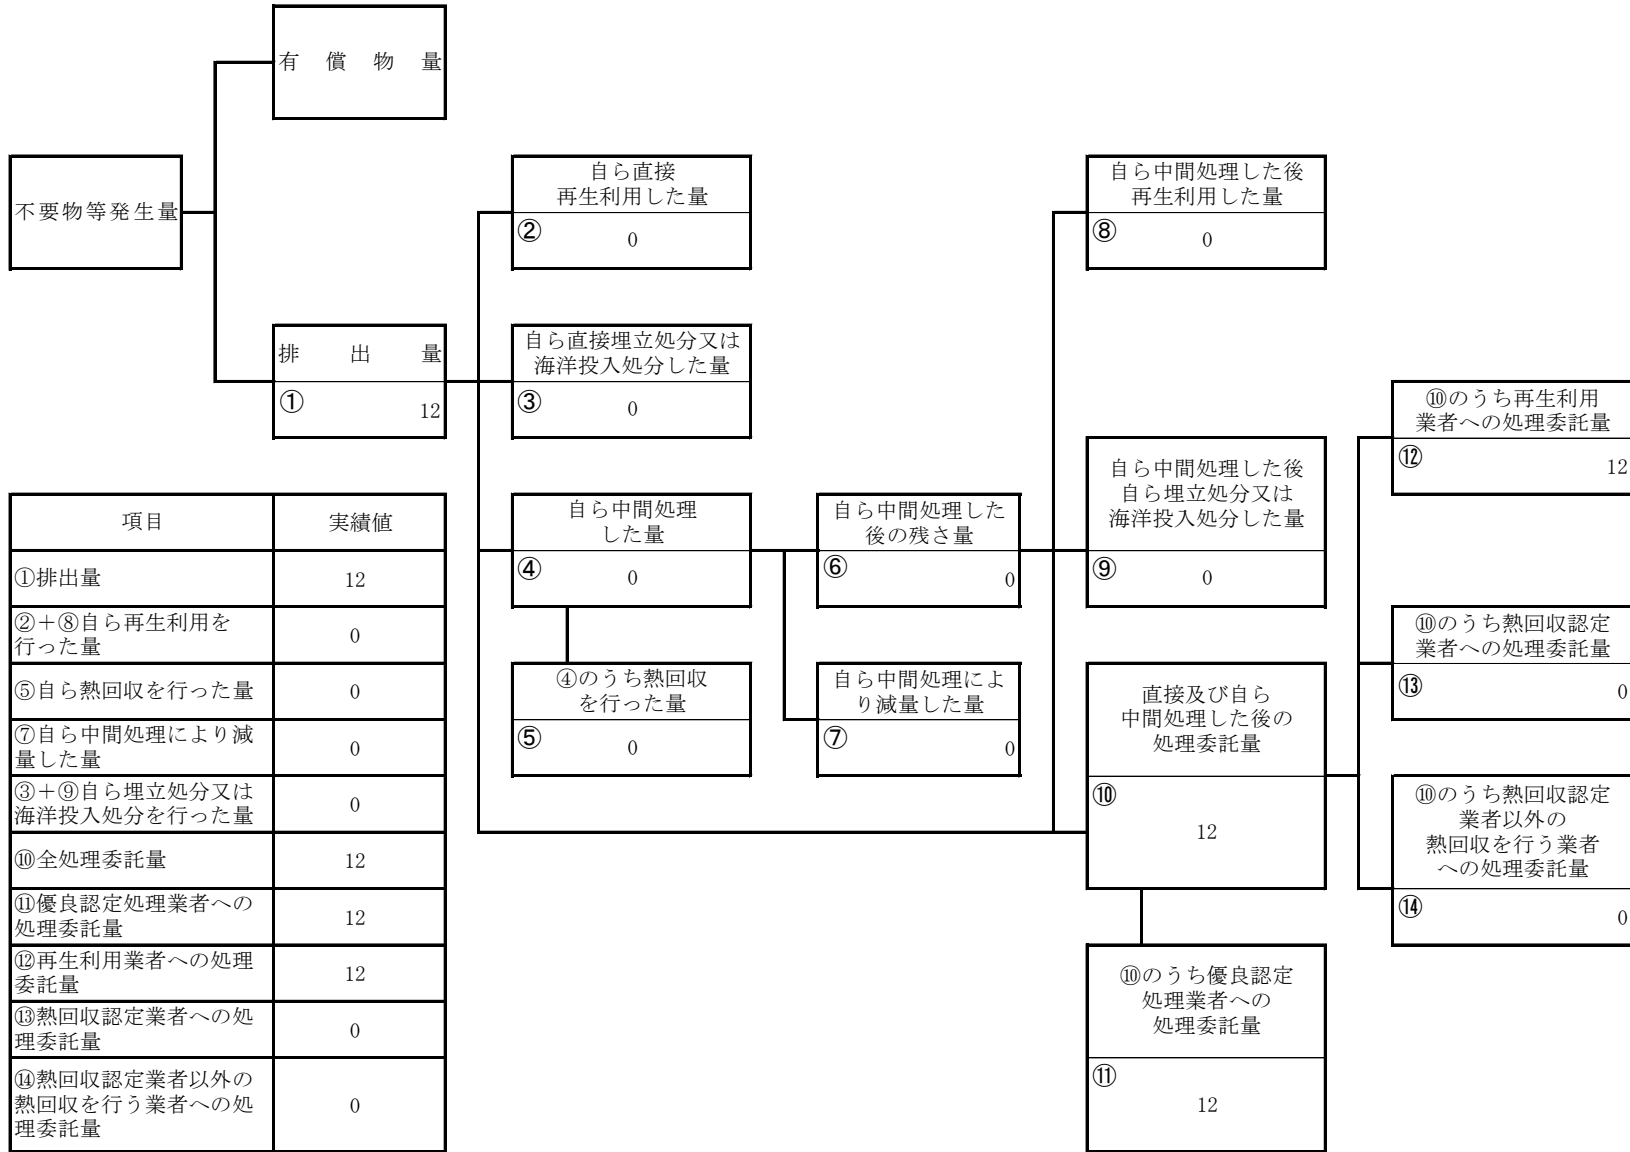 有償物量
不要物等発生量
排出量
①
12
自ら直接
再生利用した量
②
0
自ら直接埋立処分又は
海洋投入処分した量
③
0
自ら中間処理
した量
④
0
④のうち熱回収
を行った量
⑤
0
自ら中間処理した
後の残さ量
⑥
0
自ら中間処理によ
り減量した量
⑦
0
自ら中間処理した後
再生利用した量
⑧
0
自ら中間処理した後
自ら埋立処分又は
海洋投入処分した量
⑨
0
直接及び自ら
中間処理した後の
処理委託量
⑩
12
⑩のうち優良認定
処理業者への
処理委託量
⑪
12
⑩のうち再生利用
業者への処理委託量
⑫
12
⑩のうち熱回収認定
業者への処理委託量
⑬
0
⑩のうち熱回収認定
業者以外の
熱回収を行う業者
への処理委託量
⑭
0
項目 実績値
①排出量 12
②+⑧自ら再生利用を
行った量 0
⑤自ら熱回収を行った量 0
⑦自ら中間処理により減
量した量 0
③+⑨自ら埋立処分又は
海洋投入処分を行った量 0
⑩全処理委託量 12
⑪優良認定処理業者への
処理委託量 12
⑫再生利用業者への処理
委託量 12
⑬熱回収認定業者への処
理委託量 0
⑭熱回収認定業者以外の
熱回収を行う業者への処
理委託量 0